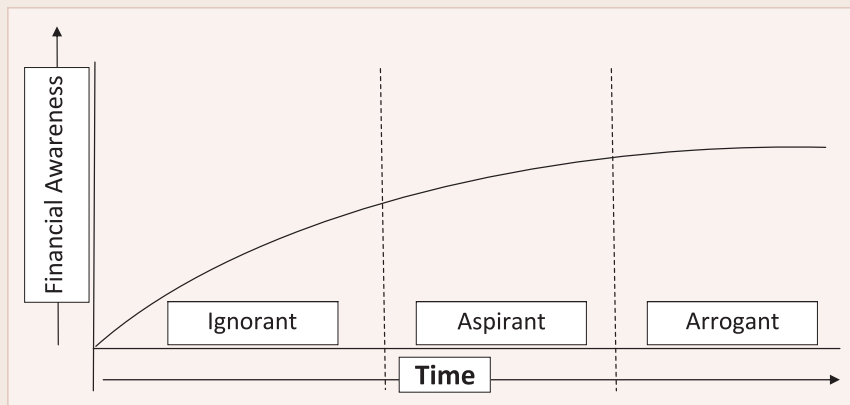 Financial Awareness
Ignorant
Aspirant
Arrogant
Time